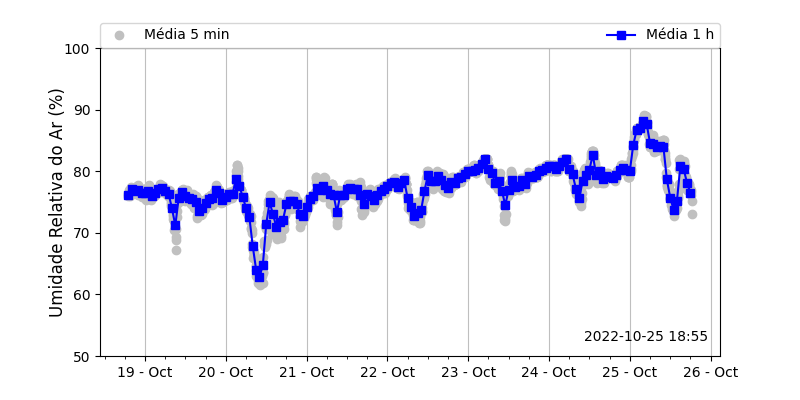 Média 5 min
Média 1 h
Umidade Relativa do Ar (%)
100
90
80
70
60
50
2022-10-25 18:55
19 - Oct
20 - Oct
21 - Oct
22 - Oct
23 - Oct
24 - Oct
25 - Oct
26 - Oct